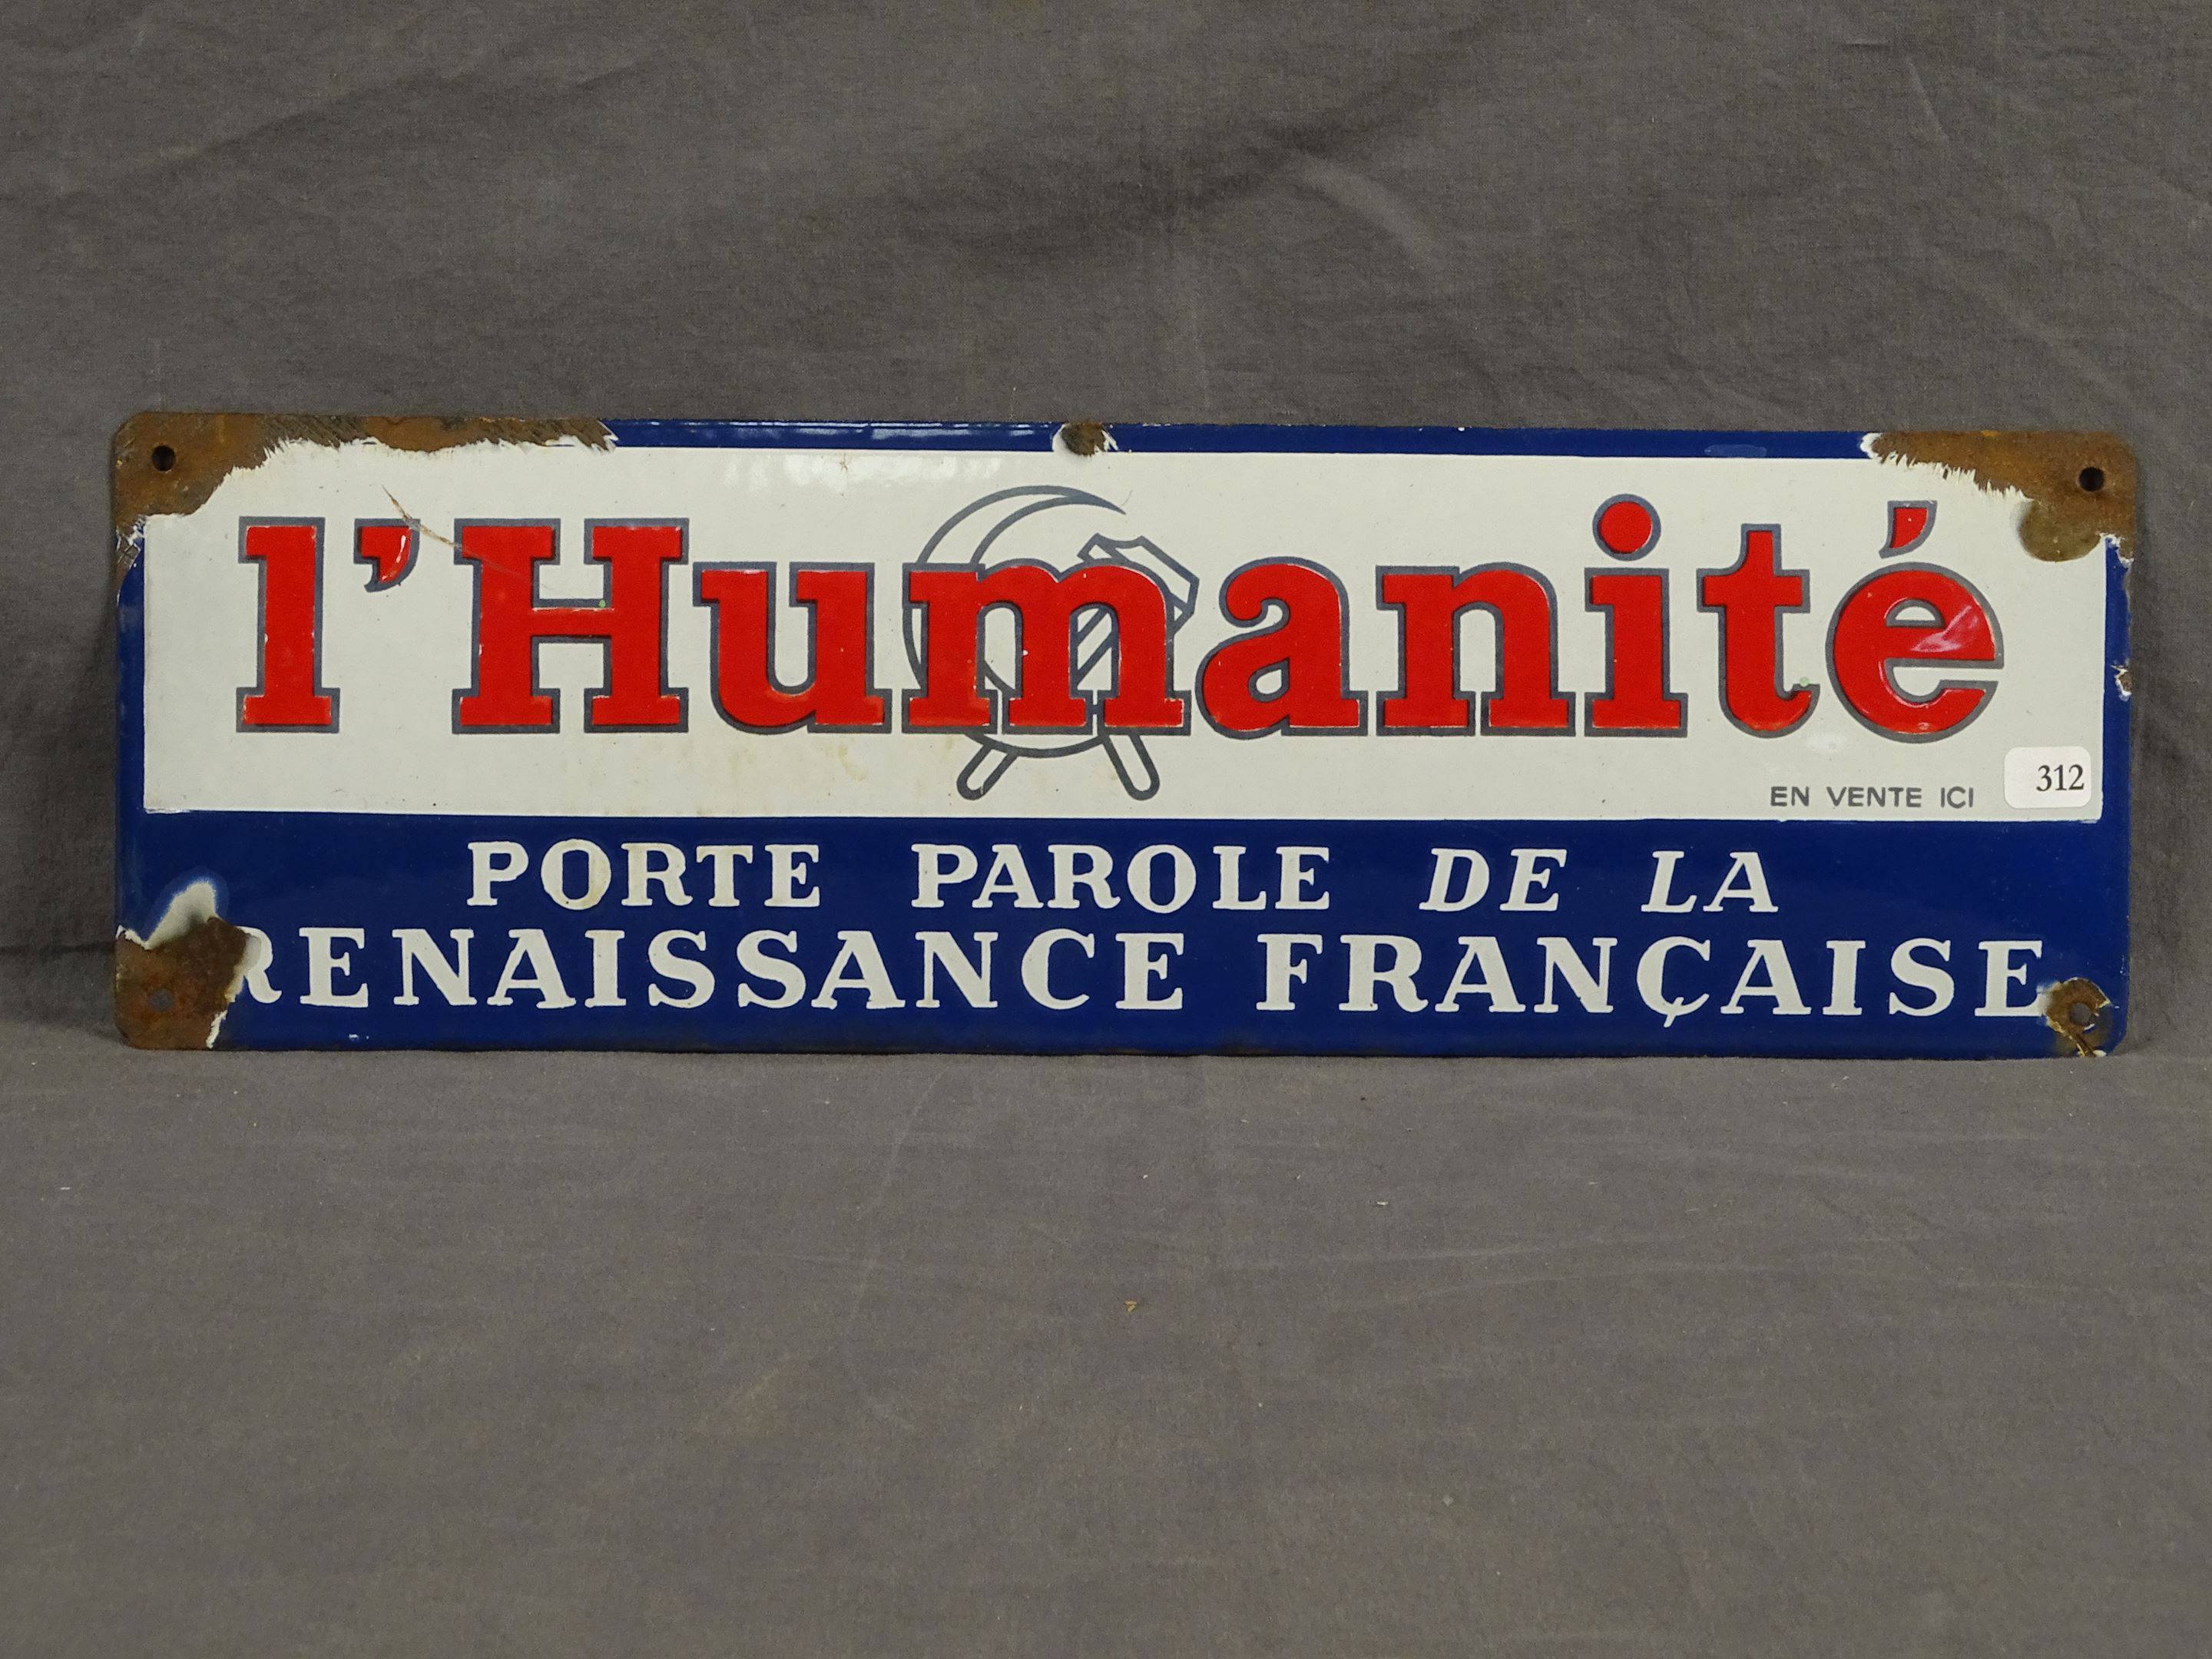 l'Humanité
EN VENTE ICI
312
PORTE PAROLE DE LA
RENAISSANCE FRANÇAISE